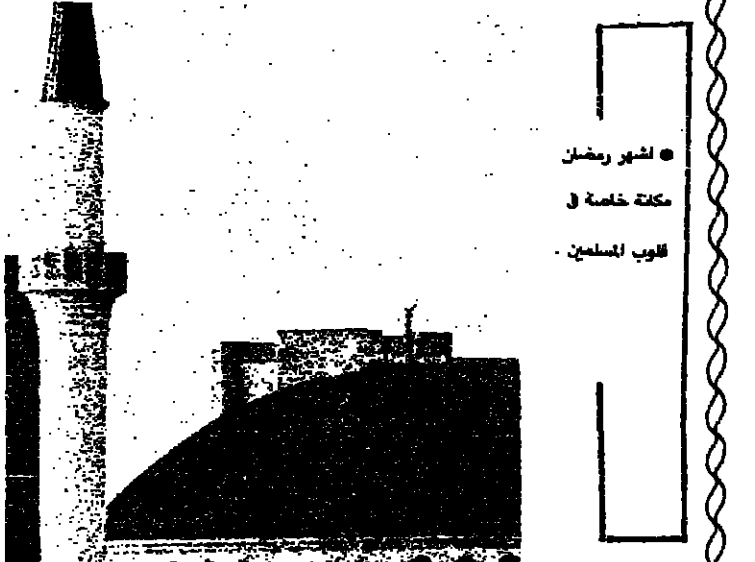 ● لشهر رمضان
مكانة خاصة في
قلوب المسلمين .